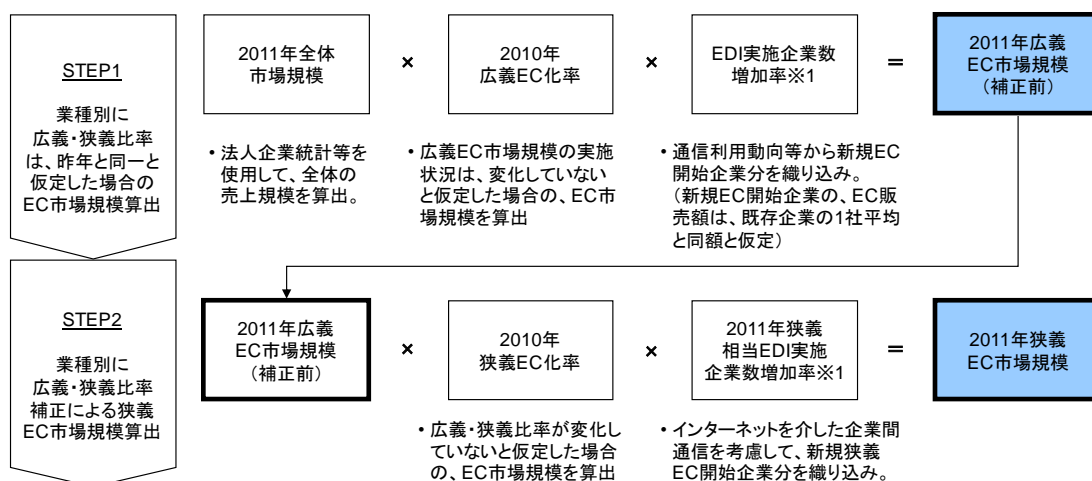 STEP1
業種別に
広義・狭義比率
は、昨年と同一と
仮定した場合の
EC市場規模算出
2011年全体
市場規模
×
2010年
広義EC化率
×
EDI実施企業数
増加率※1
＝
2011年広義
EC市場規模
（補正前）
・法人企業統計等を
使用して、全体の
売上規模を算出。
・広義EC市場規模の実施
状況は、変化していない
と仮定した場合の、EC市
場規模を算出
・通信利用動向等から新規EC
開始企業分を織り込み。
（新規EC開始企業の、EC販
売額は、既存企業の1社平均
と同額と仮定）
STEP2
業種別に
広義・狭義比率
補正による狭義
EC市場規模算出
2011年広義
EC市場規模
（補正前）
×
2010年
狭義EC化率
×
2011年狭義
相当EDI実施
企業数増加率※1
＝
2011年狭義
EC市場規模
・広義・狭義比率が変化し
ていないと仮定した場合
の、EC市場規模を算出
・インターネットを介した企業間
通信を考慮して、新規狭義
EC開始企業分を織り込み。